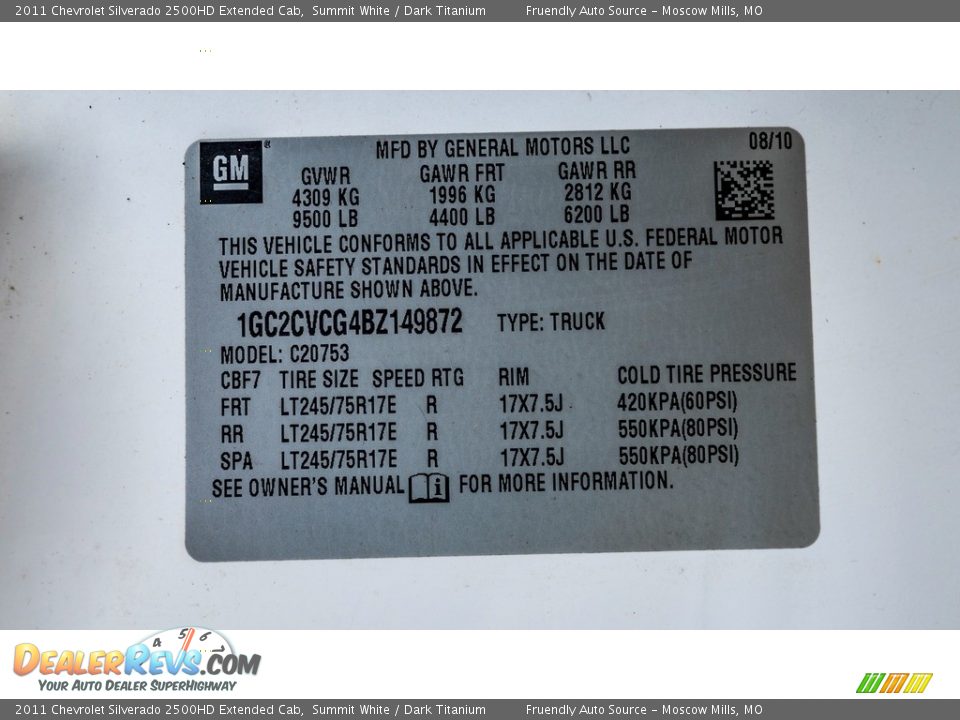 2011 Chevrolet Silverado 2500HD Extended Cab, Summit White / Dark Titanium Fruendly Auto Source - Moscow Mills, MO
GM ® MFD BY GENERAL MOTORS LLC 08/10
GVWR GAWR FRT GAWR RR
4309 KG 1996 KG 2812 KG
9500 LB 4400 LB 6200 LB
THIS VEHICLE CONFORMS TO ALL APPLICABLE U.S. FEDERAL MOTOR
VEHICLE SAFETY STANDARDS IN EFFECT ON THE DATE OF
MANUFACTURE SHOWN ABOVE.
1GC2CVCG4BZ149872 TYPE: TRUCK
MODEL: C20753
CBF7 TIRE SIZE SPEED RTG RIM COLD TIRE PRESSURE
FRT LT245/75R17E R 17X7.5J 420KPA(60PSI)
RR LT245/75R17E R 17X7.5J 550KPA(80PSI)
SPA LT245/75R17E R 17X7.5J 550KPA(80PSI)
SEE OWNER'S MANUAL i FOR MORE INFORMATION.
4 5 6 7
DEALERREVS.COM
YOUR AUTO DEALER SUPERHIGHWAY
2011 Chevrolet Silverado 2500HD Extended Cab, Summit White / Dark Titanium Fruendly Auto Source - Moscow Mills, MO